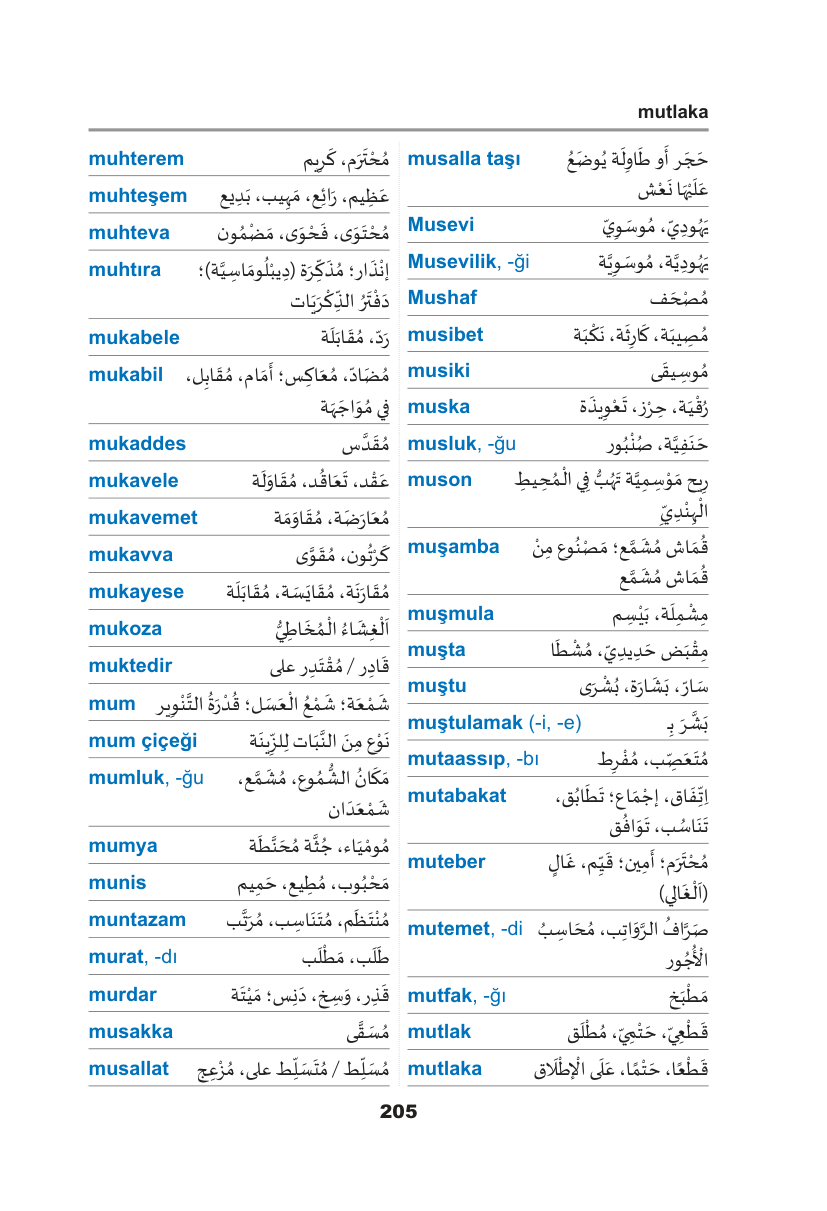 mutlaka
muhterem مُحْتَرَم، كَرِيم
muhteşem عَظِيم، رَائِع، مَهِيب، بَدِيع
muhteva مُحْتَوَى، فَحْوَى، مَضْمُون
muhtıra إِنْذَار؛ مُذَكِّرَة (دِيبْلُومَاسِيَّة)؛
دَفْتَرُ الذِّكْرَيَات
mukabele رَدّ، مُقَابَلَة
mukabil مُضَادّ، مُعَاكِس؛ أَمَام، مُقَابِل،
فِي مُوَاجَهَة
mukaddes مُقَدَّس
mukavele عَقْد، تَعَاقُد، مُقَاوَلَة
mukavemet مُعَارَضَة، مُقَاوَمَة
mukavva كَرْتُون، مُقَوَّى
mukayese مُقَارَنَة، مُقَايَسَة، مُقَابَلَة
mukoza اَلْغِشَاءُ الْمُخَاطِيُّ
muktedir قَادِر / مُقْتَدِر على
mum شَمْعَة؛ شَمْعُ الْعَسَل؛ قُدْرَةُ التَّنْوِير
mum çiçeği نَوْع مِنَ النَّبَات لِلزِّينَة
mumluk, -ğu مَكَانُ الشُّمُوع، مُشَمَّع،
شَمْعَدَان
mumya مُومْيَاء، جُثَّة مُحَنَّطَة
munis مَحْبُوب، مُطِيع، حَمِيم
muntazam مُنْتَظَم، مُتَنَاسِب، مُرَتَّب
murat, -dı طَلَب، مَطْلَب
murdar قَذِر، وَسِخ، دَنِس؛ مَيْتَة
musakka مُسَقَّى
musallat مُسَلِّط / مُتَسَلِّط على، مُزْعِج
musalla taşı حَجَر أَو طَاوِلَة يُوضَعُ
عَلَيْهَا نَعْش
Musevi يَهُودِيّ، مُوسَوِيّ
Musevilik, -ği يَهُودِيَّة، مُوسَوِيَّة
Mushaf مُصْحَف
musibet مُصِيبَة، كَارِثَة، نَكْبَة
musiki مُوسِيقَى
muska رُقْيَة، حِرْز، تَعْوِيذَة
musluk, -ğu حَنَفِيَّة، صُنْبُور
muson رِيح مَوْسِمِيَّة تَهُبُّ فِي الْمُحِيطِ
الْهِنْدِيِّ
muşamba قُمَاش مُشَمَّع؛ مَصْنُوع مِنْ
قُمَاش مُشَمَّع
muşmula مِشْمِلَة، بَيْسِم
muşta مِقْبَض حَدِيدِيّ، مُشْطَا
muştu سَارّ، بَشَارَة، بُشْرَى
muştulamak (-i, -e) بَشَّرَ بِـ
mutaassıp, -bı مُتَعَصِّب، مُفْرِط
mutabakat اِتِّفَاق، إجْمَاع؛ تَطَابُق،
تَنَاسُب، تَوَافُق
muteber مُحْتَرَم؛ أَمِين؛ قَيِّم، غَالٍ
(اَلْغَالِي)
mutemet, -di صَرَّافُ الرَّوَاتِب، مُحَاسِبُ
الْأُجُور
mutfak, -ğı مَطْبَخ
mutlak قَطْعِيّ، حَتْمِيّ، مُطْلَق
mutlaka قَطْعًا، حَتْمًا، عَلَى الْإطْلَاق
205